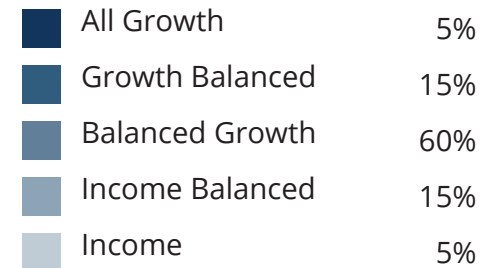 All Growth 5%
Growth Balanced 15%
Balanced Growth 60%
Income Balanced 15%
Income 5%